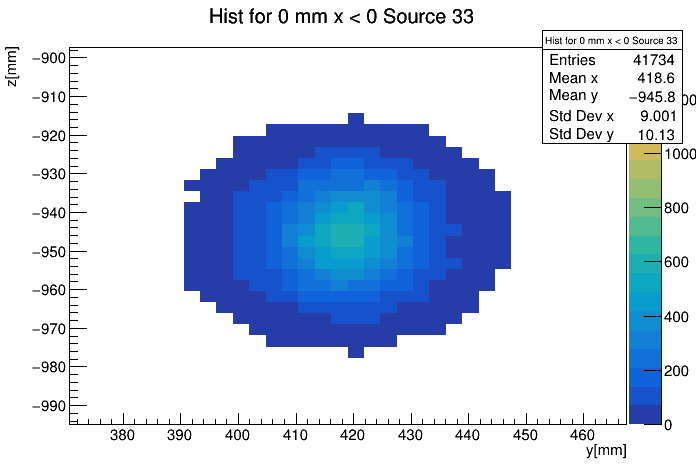 Hist for 0 mm x < 0 Source 33
z[mm]
Hist for 0 mm x < 0 Source 33
Entries 41734
Mean x 418.6
Mean y −945.8
Std Dev x 9.001
Std Dev y 10.13
−900
−910
−920
−930
−940
−950
−960
−970
−980
−990
380 390 400 410 420 430 440 450 460
y[mm]
1000
800
600
400
200
0